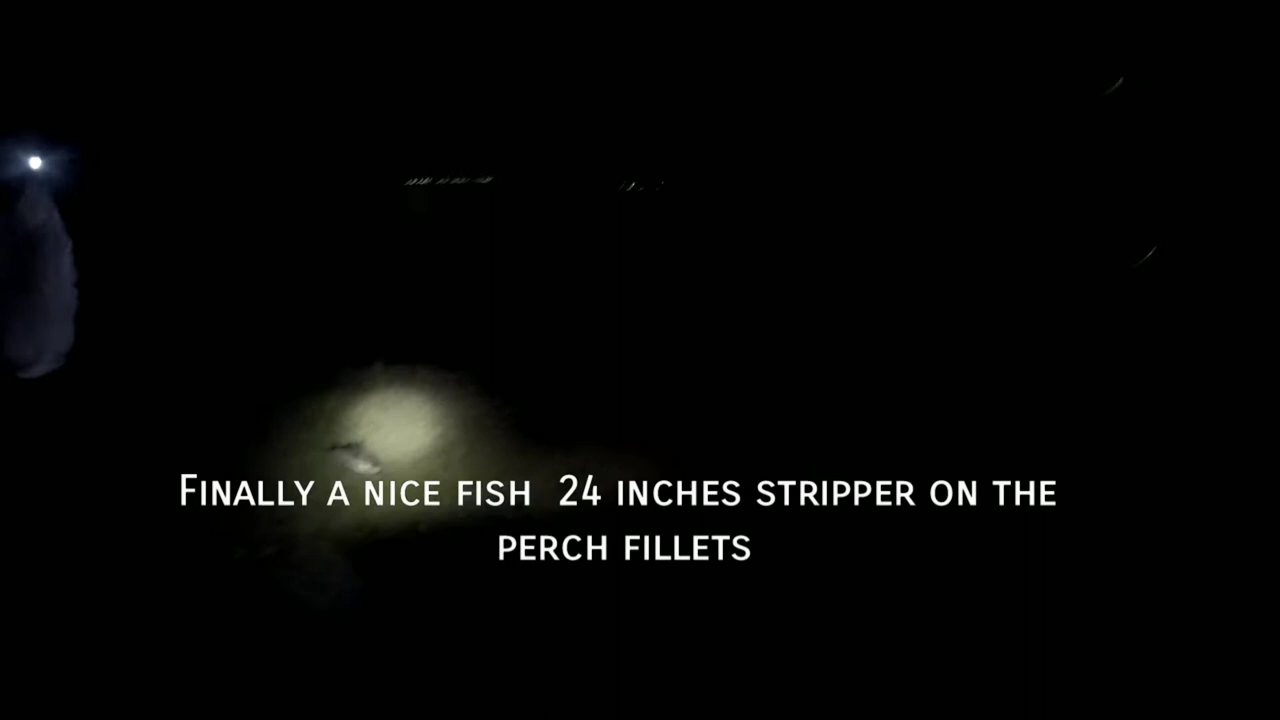 Finally a nice fish  24 inches stripper on the
perch fillets